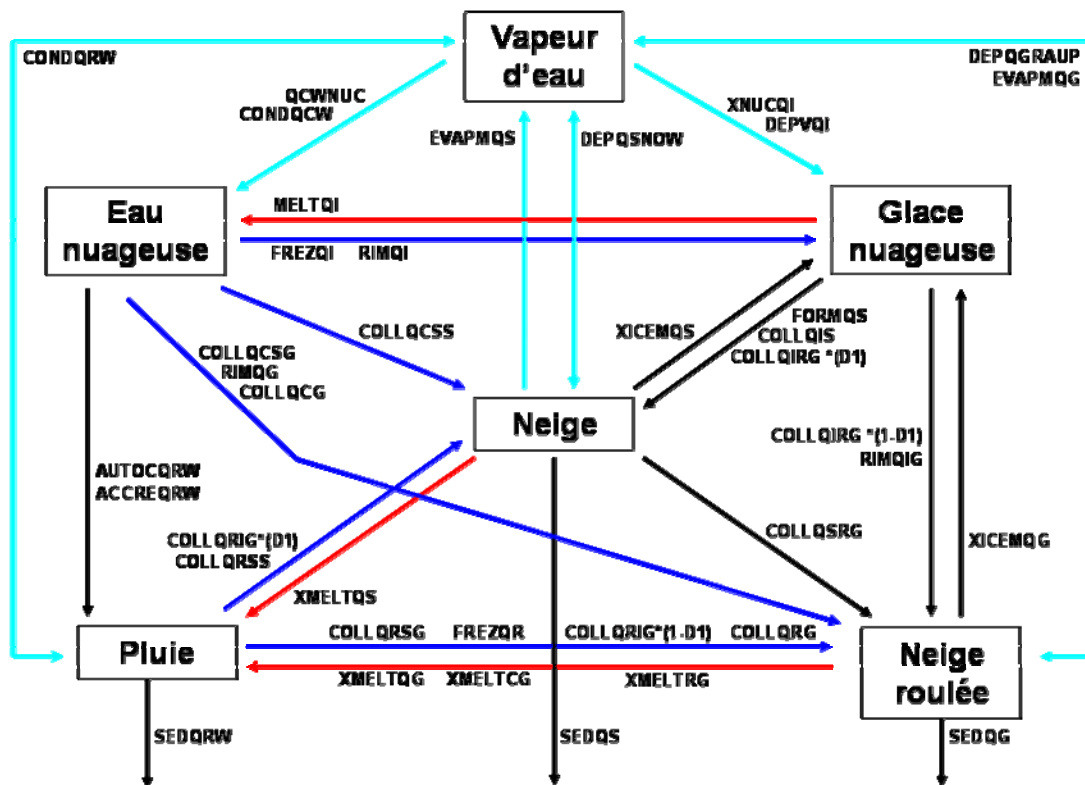 Vapeur
d'eau
CONDQRW
DEPQGRAUP
EVAPMQG
QCWNUC
CONDQCW
XNUCQI
DEPVQI
EVAPMQS
DEPQSNOW
Eau
nuageuse
Glace
nuageuse
MELTQI
FREZQI RIMQI
COLLQCSS
XICEMQS
FORMQS
COLLQIS
COLLQIRG *(D1)
COLLQCSG
RIMQG
COLLQCG
Neige
COLLQIRG *(1-D1)
RIMQIG
AUTOCQRW
ACCREQRW
COLLQRIG*(D1)
COLLQRSS
COLLQSRG
XICEMQG
XMELTQS
Pluie
COLLQRSG FREZQR COLLQRIG*(1-D1) COLLQRG
XMELTQG XMELTCG XMELTRG
Neige
roulée
SEDQRW
SEDQS
SEDQG